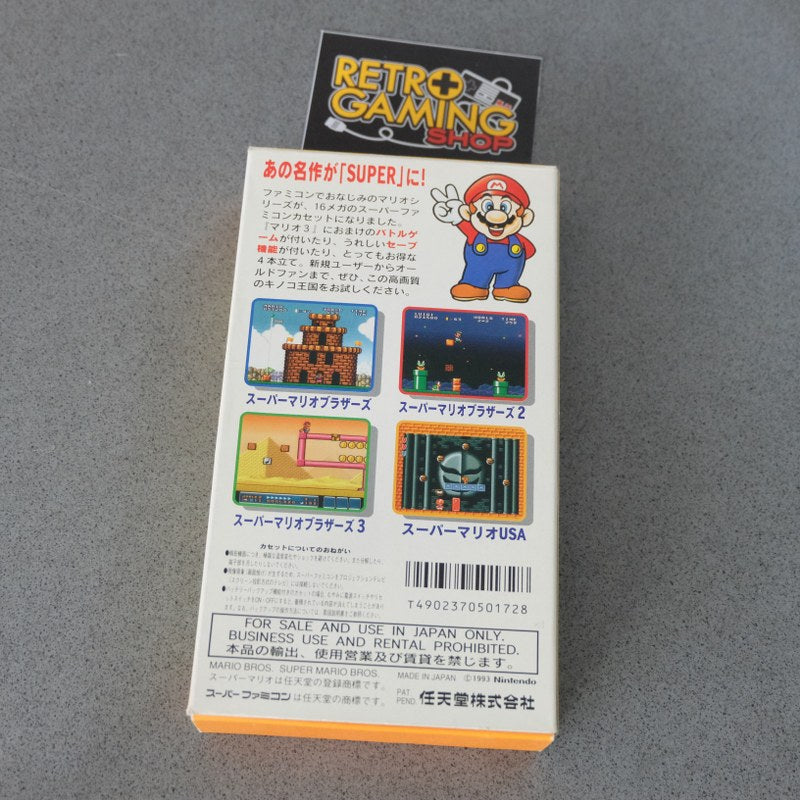 RETRO
GAMING
SHOP
あの名作が「SUPER」に!
ファミコンでおなじみのマリオシ
リーズが、16メガのスーパーファ
ミコンカセットになりました。
『マリオ3』におまけのバトルゲ
ームが付いたり、うれしいセーブ
機能が付いたり、とってもお得な
4本立て。新規ユーザーからオー
ルドファンまで、ぜひ、この高画質
のキノコ王国をお試しください。
スーパーマリオブラザーズ
スーパーマリオブラザーズ2
スーパーマリオブラザーズ3
スーパーマリオUSA
カセットについてのおねがい
T4902370501728
FOR SALE AND USE IN JAPAN ONLY.
BUSINESS USE AND RENTAL PROHIBITED.
本品の輸出、使用営業及び賃貸を禁じます。
MARIO BROS. SUPER MARIO BROS.
スーパーマリオは任天堂の登録商標です。
スーパーファミコンは任天堂の商標です。
MADE IN JAPAN ©1993 Nintendo
PAT. PEND. 任天堂株式会社